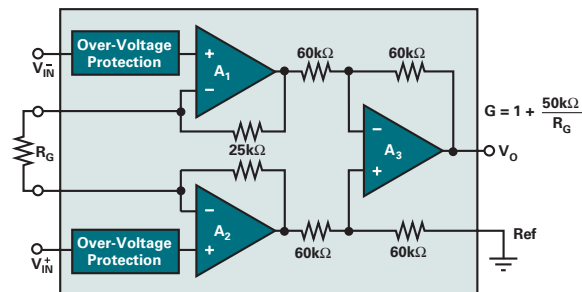 Over-Voltage
Protection
V IN −
+
−
A1
60kΩ
60kΩ
G = 1 + 50kΩ
RG
RG
25kΩ
−
+
A3
VO
−
+
A2
Over-Voltage
Protection
V IN +
60kΩ
60kΩ
Ref